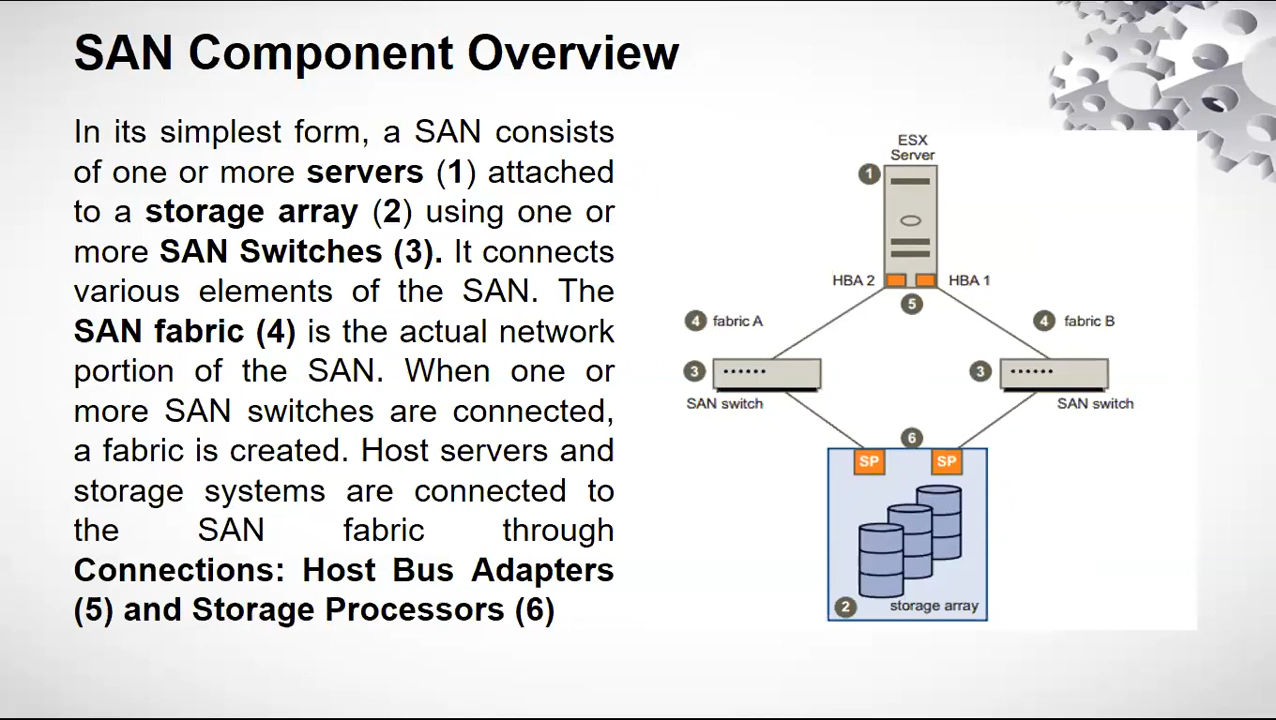 SAN Component Overview
In its simplest form, a SAN consists
of one or more servers (1) attached
to a storage array (2) using one or
more SAN Switches (3). It connects
various elements of the SAN. The
SAN fabric (4) is the actual network
portion of the SAN. When one or
more SAN switches are connected,
a fabric is created. Host servers and
storage systems are connected to
the SAN fabric through
Connections: Host Bus Adapters
(5) and Storage Processors (6)
ESX
Server
1
HBA 2
HBA 1
5
4 fabric A
4 fabric B
3
3
SAN switch
SAN switch
6
SP
SP
2 storage array